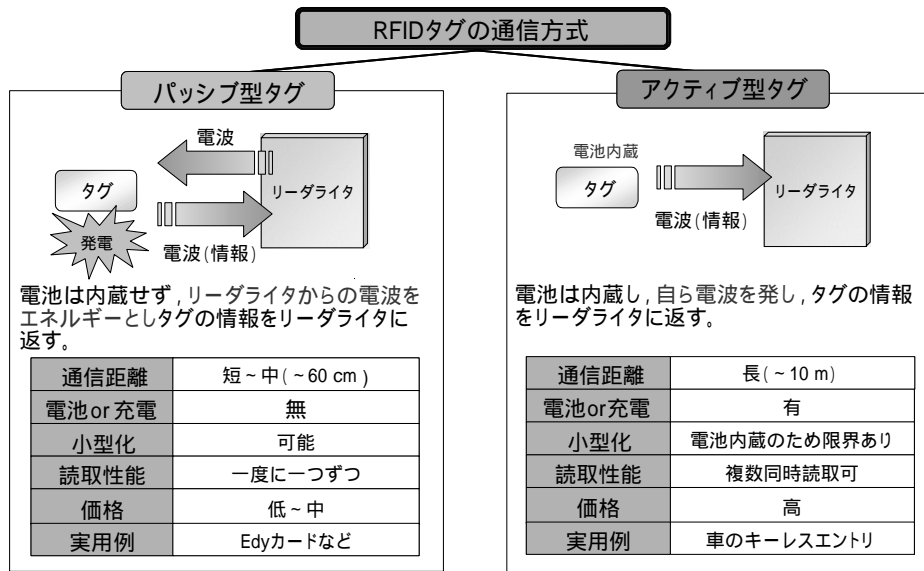 RFIDタグの通信方式
パッシブ型タグ
電波
タグ
リーダライタ
発電
電波(情報)
電池は内蔵せず,リーダライタからの電波を
エネルギーとしタグの情報をリーダライタに
返す。
通信距離 短~中(~60 cm )
電池or 充電 無
小型化 可能
読取性能 一度に一つずつ
価格 低~中
実用例 Edyカードなど
アクティブ型タグ
電池内蔵
タグ
リーダライタ
電波(情報)
電池は内蔵し,自ら電波を発し,タグの情報
をリーダライタに返す。
通信距離 長(~10 m)
電池or充電 有
小型化 電池内蔵のため限界あり
読取性能 複数同時読取可
価格 高
実用例 車のキーレスエントリ